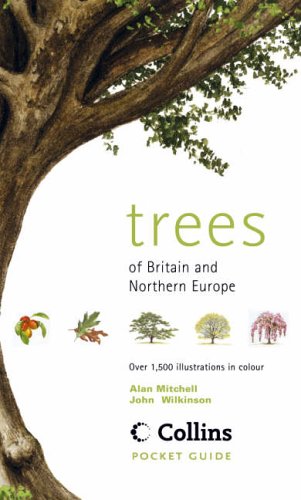 trees
of Britain and
Northern Europe
Over 1,500 illustrations in colour
Alan Mitchell
John Wilkinson
Collins
POCKET GUIDE